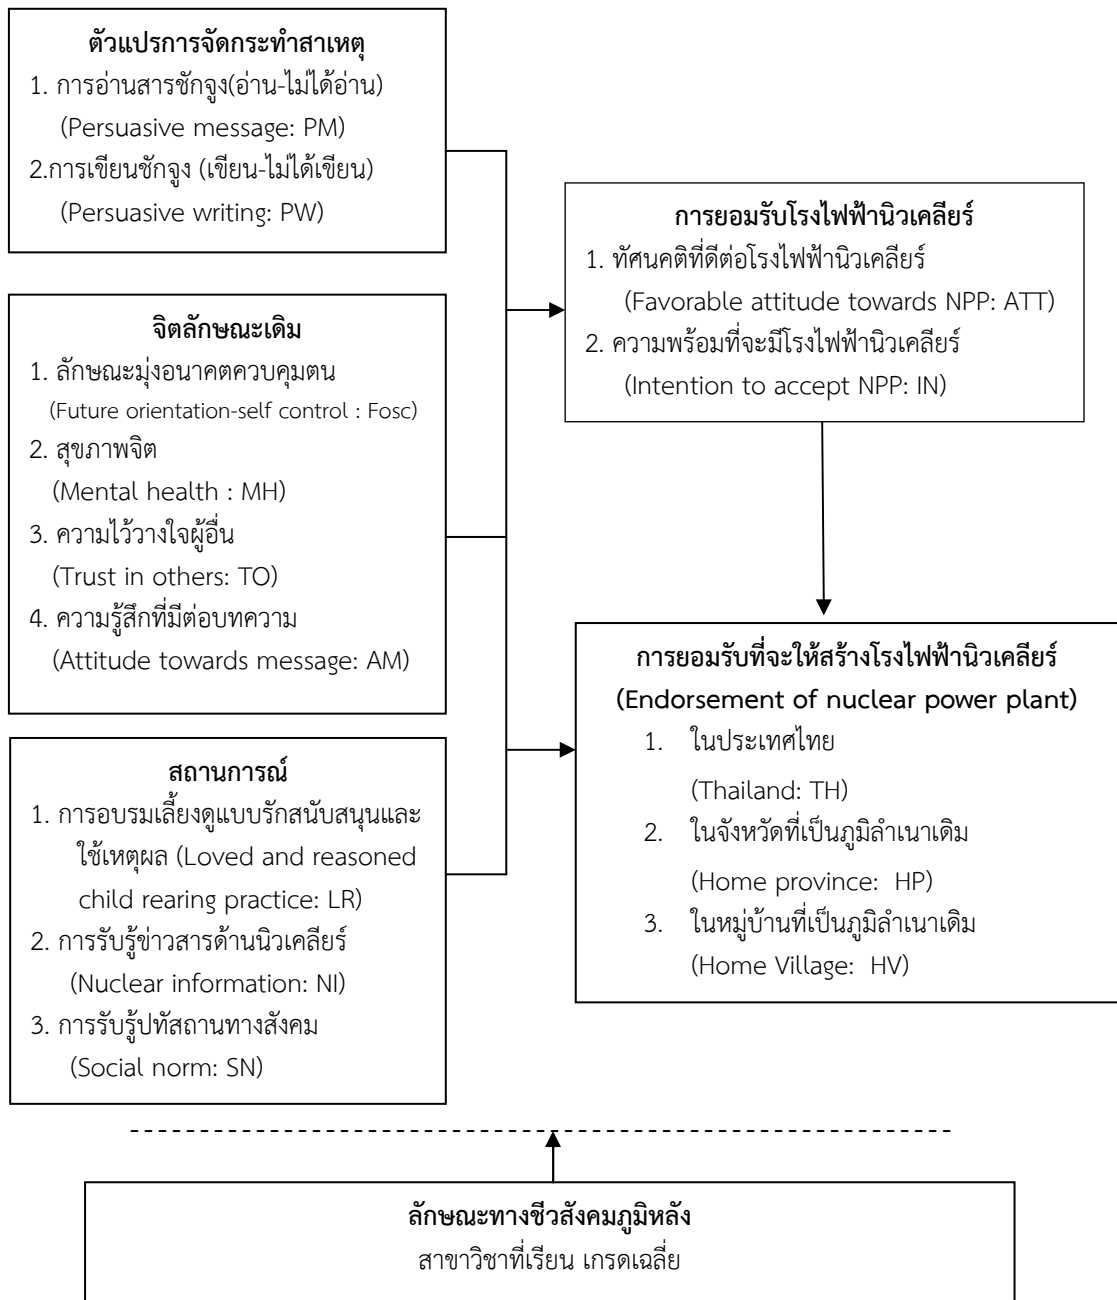 ตัวแปรการจัดกระทำสาเหตุ
1. การอ่านสารชักจูง(อ่าน-ไม่ได้อ่าน)
(Persuasive message: PM)
2.การเขียนชักจูง (เขียน-ไม่ได้เขียน)
(Persuasive writing: PW)
จิตลักษณะเดิม
1. ลักษณะมุ่งอนาคตควบคุมตน
(Future orientation-self control : Fosc)
2. สุขภาพจิต
(Mental health : MH)
3. ความไว้วางใจผู้อื่น
(Trust in others: TO)
4. ความรู้สึกที่มีต่อบทความ
(Attitude towards message: AM)
สถานการณ์
1. การอบรมเลี้ยงดูแบบรักสนับสนุนและ
ใช้เหตุผล (Loved and reasoned
child rearing practice: LR)
2. การรับรู้ข่าวสารด้านนิวเคลียร์
(Nuclear information: NI)
3. การรับรู้ปทัสถานทางสังคม
(Social norm: SN)
การยอมรับโรงไฟฟ้านิวเคลียร์
1. ทัศนคติที่ดีต่อโรงไฟฟ้านิวเคลียร์
(Favorable attitude towards NPP: ATT)
2. ความพร้อมที่จะมีโรงไฟฟ้านิวเคลียร์
(Intention to accept NPP: IN)
การยอมรับที่จะให้สร้างโรงไฟฟ้านิวเคลียร์
(Endorsement of nuclear power plant)
1. ในประเทศไทย
(Thailand: TH)
2. ในจังหวัดที่เป็นภูมิลำเนาเดิม
(Home province: HP)
3. ในหมู่บ้านที่เป็นภูมิลำเนาเดิม
(Home Village: HV)
ลักษณะทางชีวสังคมภูมิหลัง
สาขาวิชาที่เรียน เกรดเฉลี่ย